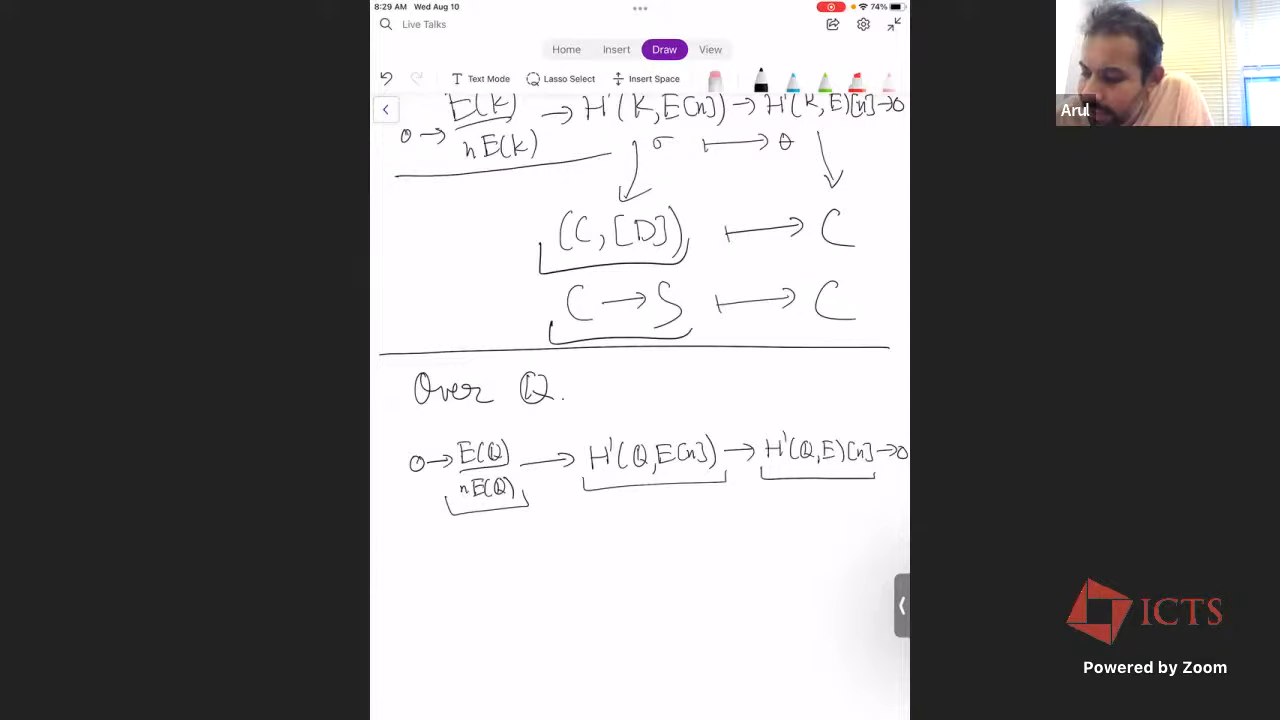 8:29 AM Wed Aug 10
74%
Live Talks
Home Insert Draw View
Text Mode Lasso Select Insert Space
Arul
0 → E(K)/nE(K) → H¹(K, E[n]) → H¹(K, E)[n] → 0
σ ↦ θ
(C, [D]) ↦ C
C → S ↦ C
Over Q.
0 → E(Q)/nE(Q) → H¹(Q, E[n]) → H¹(Q, E)[n] → 0
ICTS
Powered by Zoom